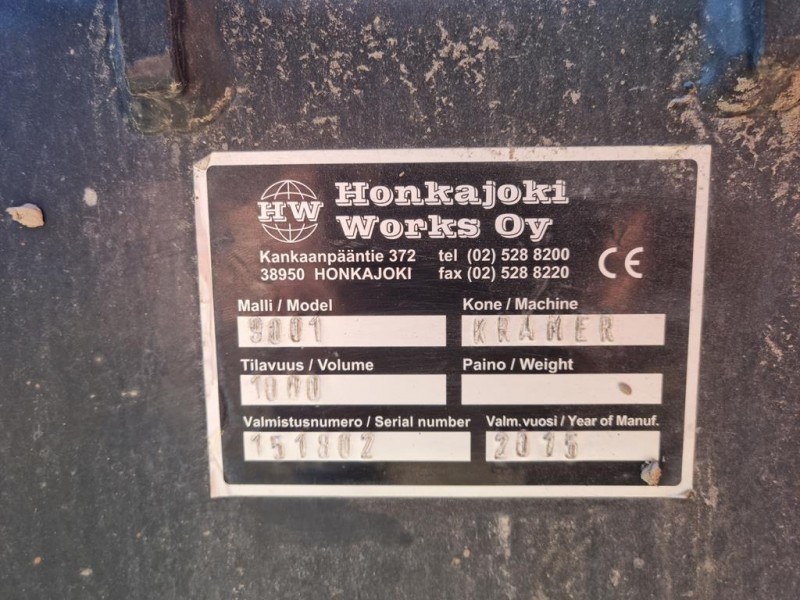 HW Honkajoki
Works Oy
Kankaanpääntie 372 tel (02) 528 8200
38950 HONKAJOKI fax (02) 528 8220
CE
Malli / Model Kone / Machine
9001 KRAMER
Tilavuus / Volume Paino / Weight
1000
Valmistusnumero / Serial number Valm.vuosi / Year of Manuf.
151802 2015